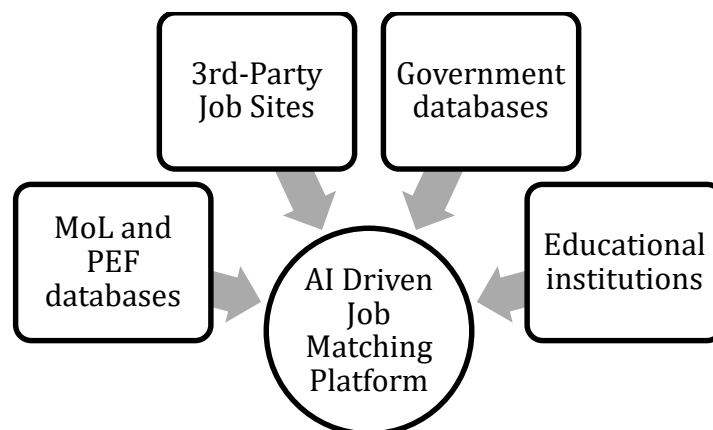 3rd-Party
Job Sites
Government
databases
MoL and
PEF
databases
Educational
institutions
AI Driven
Job
Matching
Platform